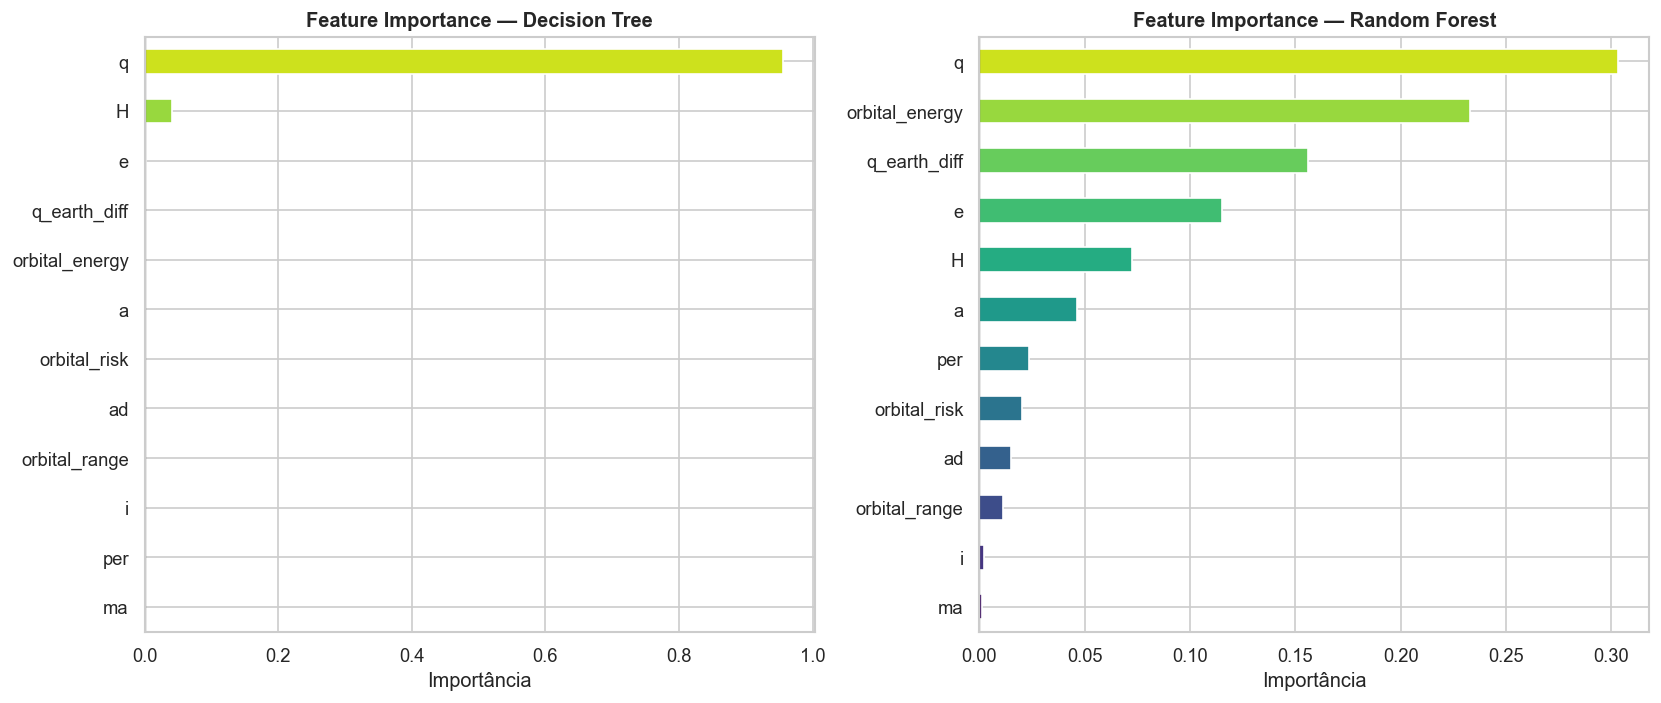 Feature Importance — Decision Tree
q
H
e
q_earth_diff
orbital_energy
a
orbital_risk
ad
orbital_range
i
per
ma
0.0 0.2 0.4 0.6 0.8 1.0
Importância
Feature Importance — Random Forest
q
orbital_energy
q_earth_diff
e
H
a
per
orbital_risk
ad
orbital_range
i
ma
0.00 0.05 0.10 0.15 0.20 0.25 0.30
Importância